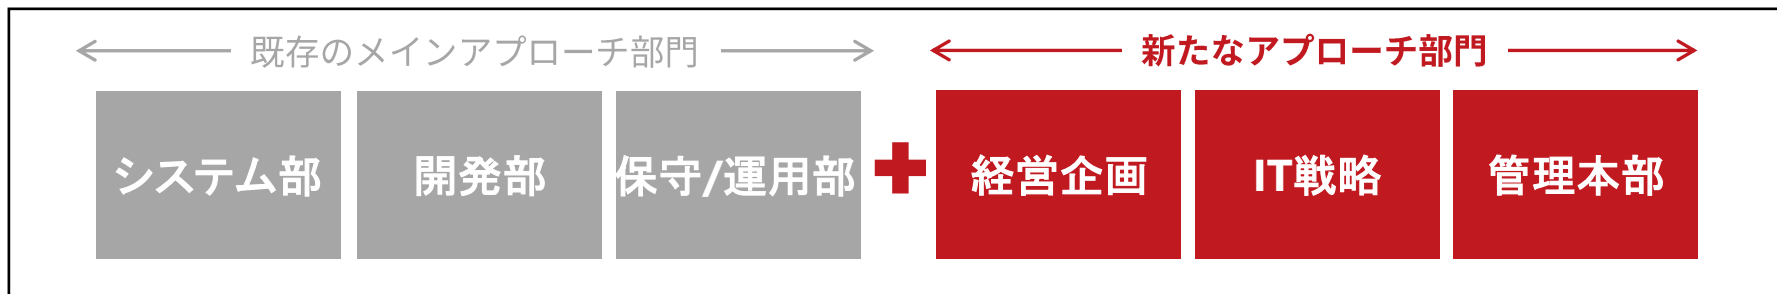 既存のメインアプローチ部門
新たなアプローチ部門
システム部
開発部
保守/運用部
経営企画
IT戦略
管理本部